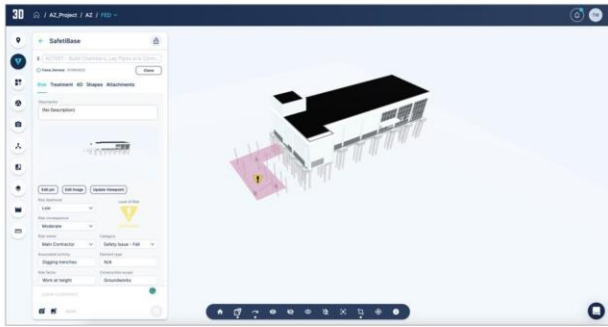 3D / AZ_Project / AZ / FED
TW
SafetiBase
Close
Risk Treatment 4D Shapes Attachments
Description
(No Description)
Edit pin Edit Image Update Viewpoint
Risk likelihood
Level of Risk
Low
Risk consequence
Moderate
Risk owner Category
Main Contractor Safety Issue - Fall
Associated activity Element type
Digging trenches N/A
Risk factor Construction scope
Work at height Groundworks